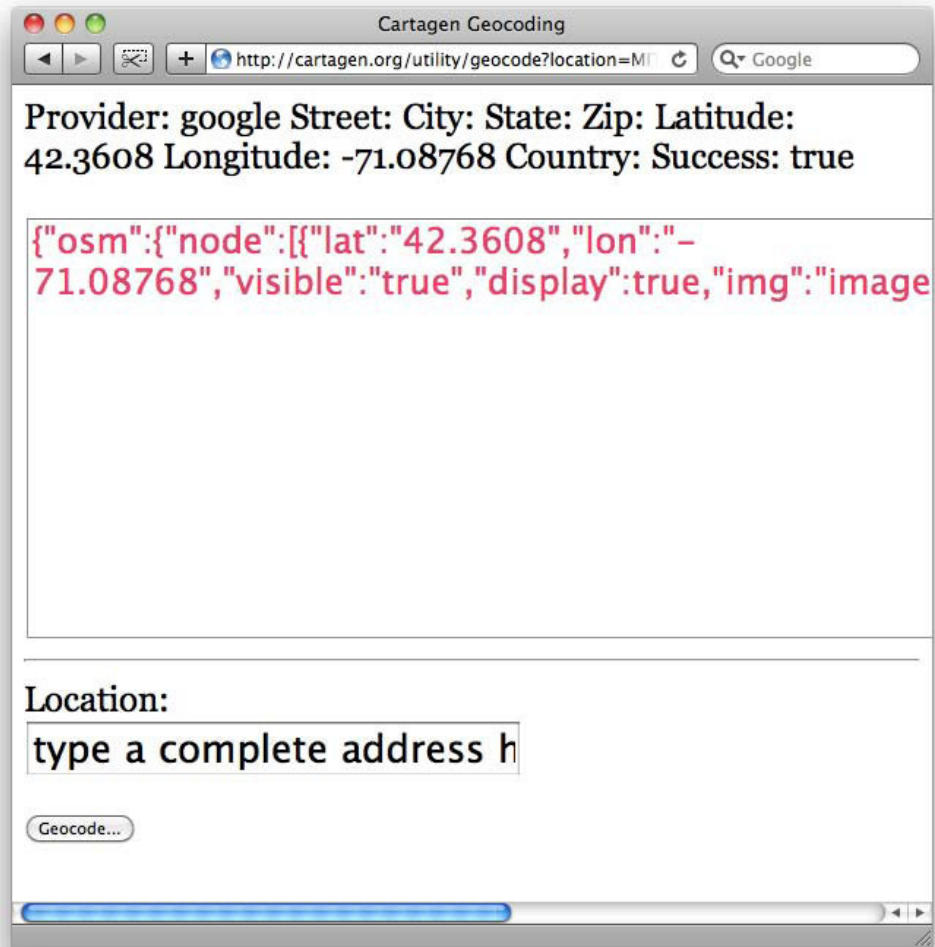 Cartagen Geocoding
http://cartagen.org/utility/geocode?location=MI
Google
Provider: google Street: City: State: Zip: Latitude:
42.3608 Longitude: -71.08768 Country: Success: true
{"osm":{"node":[{"lat":"42.3608","lon":"-
71.08768","visible":"true","display":true,"img":"image
Location:
type a complete address h
Geocode...